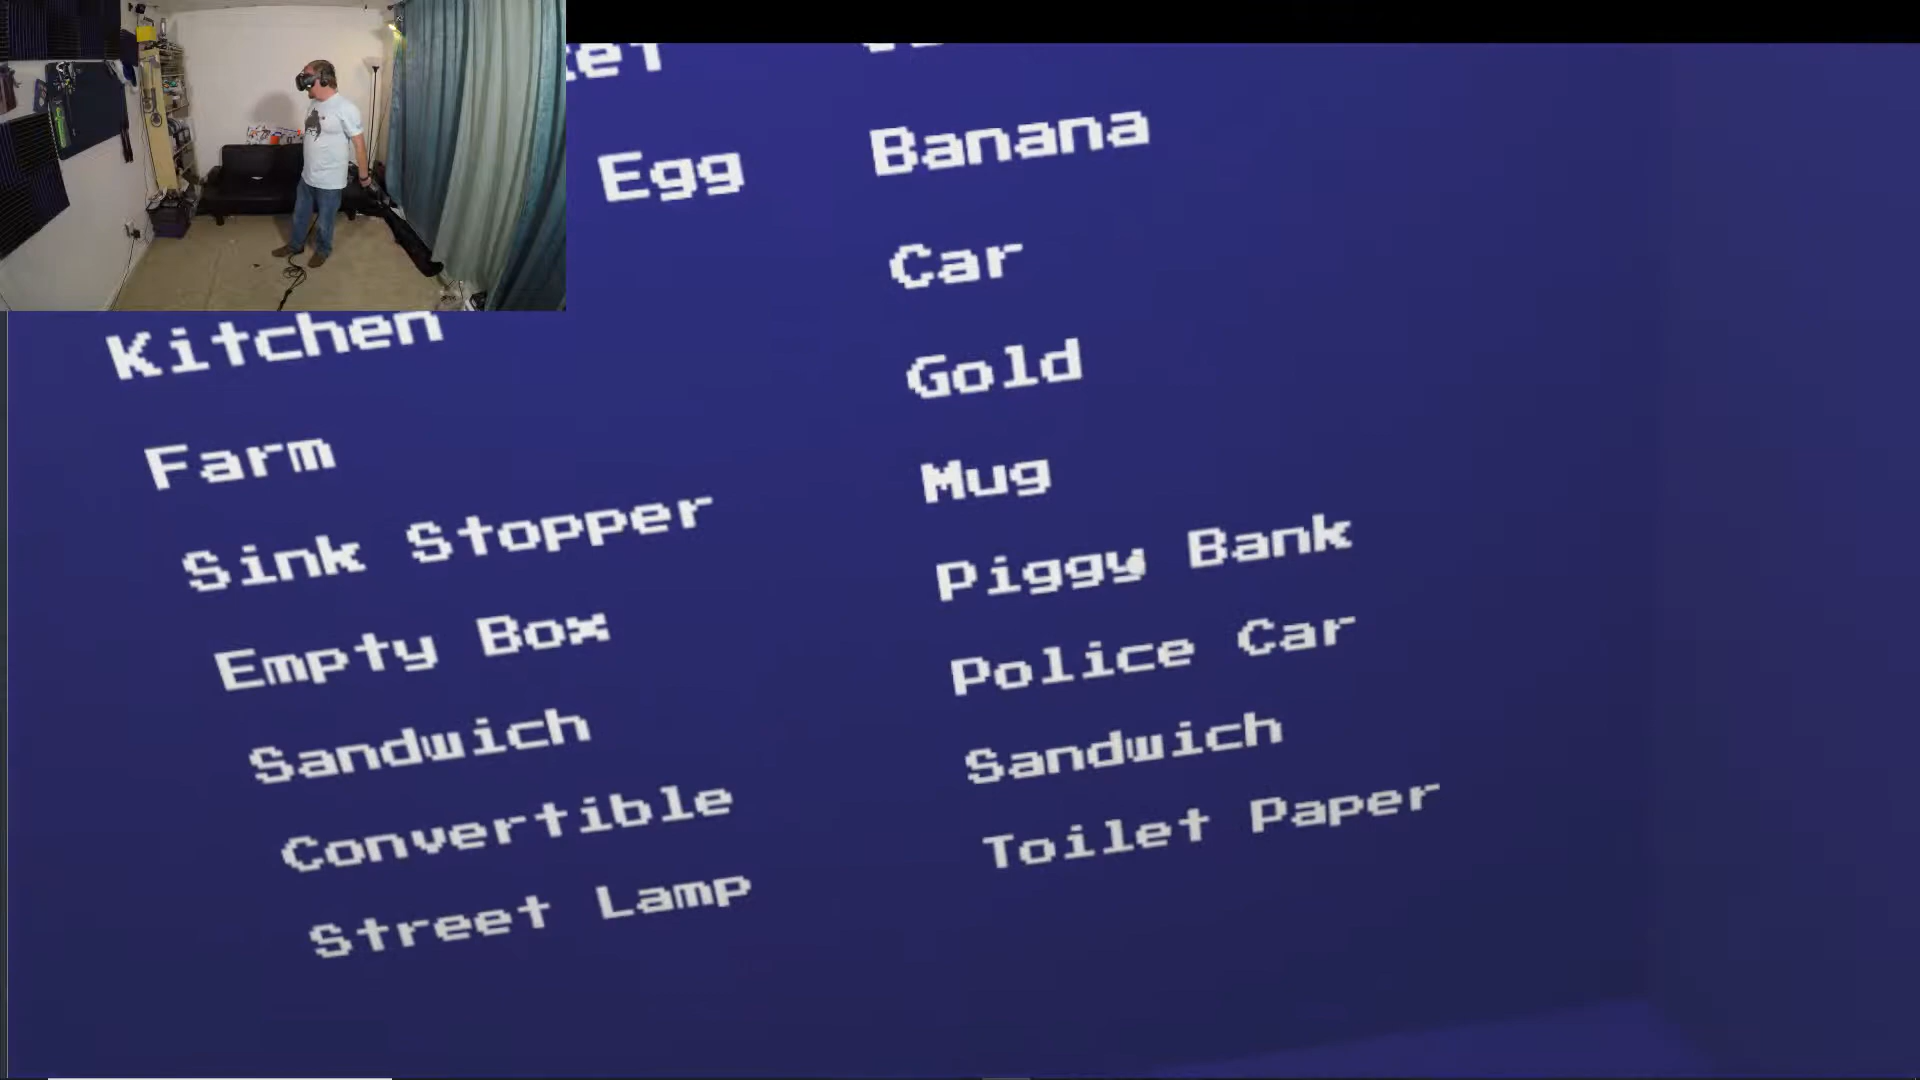 Egg
Kitchen
Farm
Sink Stopper
Empty Box
Sandwich
Convertible
Street Lamp
Banana
Car
Gold
Mug
Piggy Bank
Police Car
Sandwich
Toilet Paper